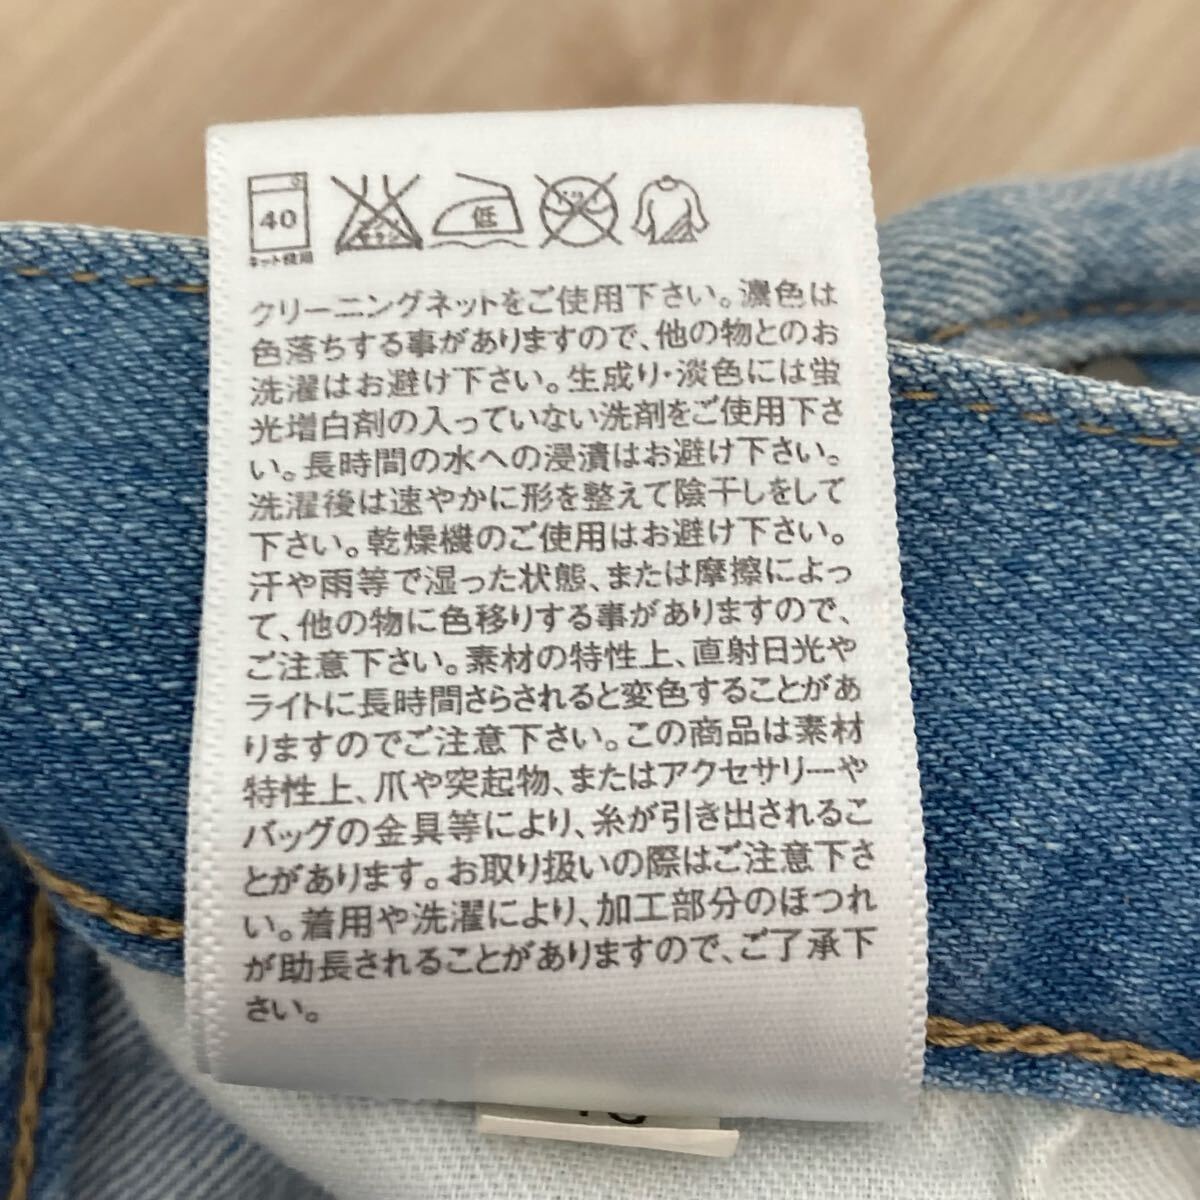 40
ネット使用
低
クリーニングネットをご使用下さい。濃色は
色落ちする事がありますので、他の物とのお
洗濯はお避け下さい。生成り・淡色には蛍
光増白剤の入っていない洗剤をご使用下さ
い。長時間の水への浸漬はお避け下さい。
洗濯後は速やかに形を整えて陰干しをして
下さい。乾燥機のご使用はお避け下さい。
汗や雨等で湿った状態、または摩擦によっ
て、他の物に色移りする事がありますので、
ご注意下さい。素材の特性上、直射日光や
ライトに長時間さらされると変色することがあ
りますのでご注意下さい。この商品は素材
特性上、爪や突起物、またはアクセサリーや
バッグの金具等により、糸が引き出されるこ
とがあります。お取り扱いの際はご注意下さ
い。着用や洗濯により、加工部分のほつれ
が助長されることがありますので、ご了承下
さい。